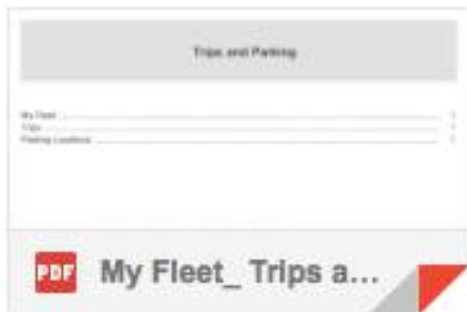 Trips and Parking
My Fleet
Trips
Parking Locations
PDF My Fleet_ Trips a...